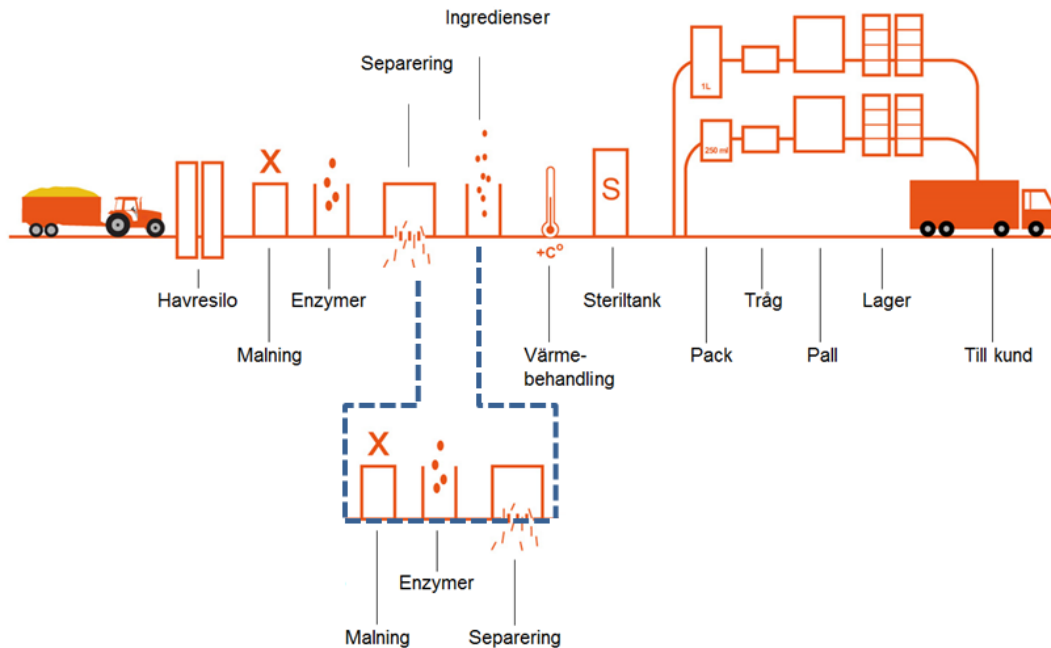 Ingredienser
Separering
1L
250 ml
X
S
+C°
Havresilo
Enzymer
Steriltank
Tråg
Lager
Malning
Värme-
behandling
Pack
Pall
Till kund
X
Enzymer
Malning
Separering